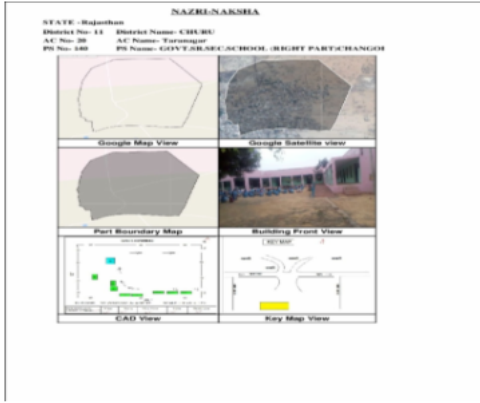 NAZRI-NAKSHA
STATE -Rajasthan
District No- 11 District Name- CHURU
AC No- 20 AC Name- Taranagar
PS No- 140 PS Name- GOVT.SR.SEC.SCHOOL (RIGHT PART)CHANGOI
Google Map View Google Satellite view
Part Boundary Map Building Front View
KEY MAP
CAD View Key Map View